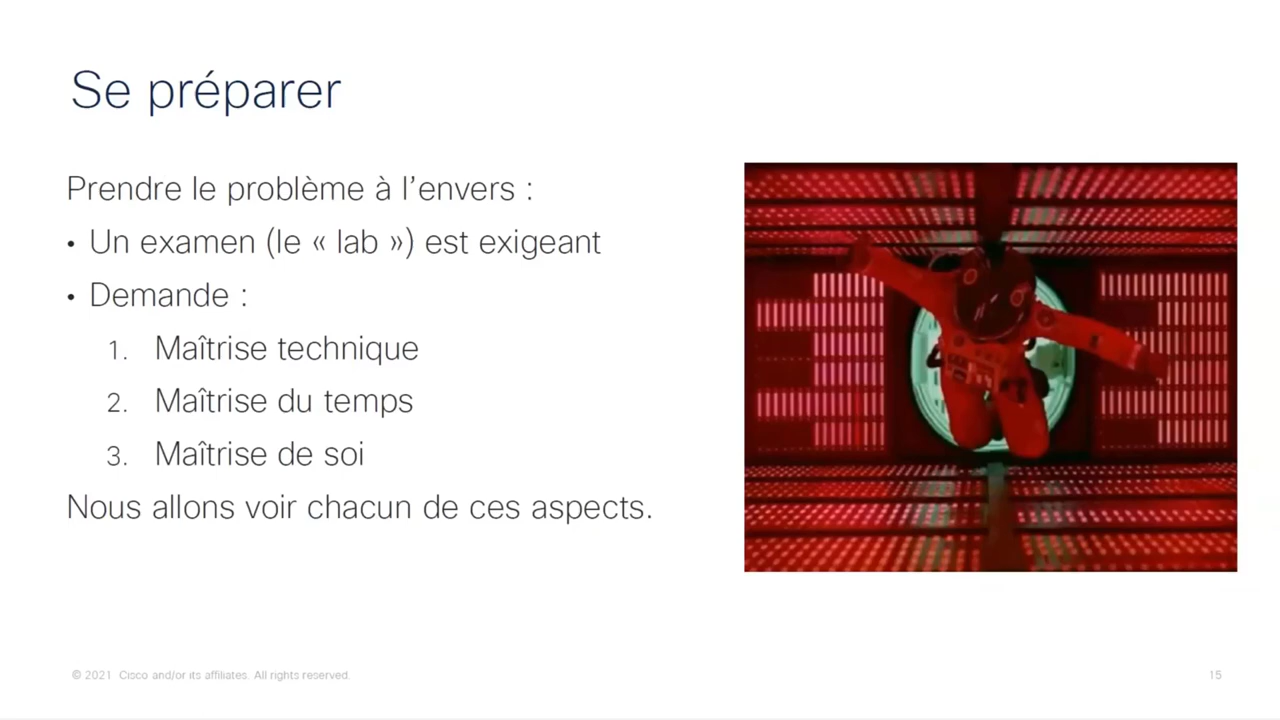 Se préparer
Prendre le problème à l’envers :
• Un examen (le « lab ») est exigeant
• Demande :
1. Maîtrise technique
2. Maîtrise du temps
3. Maîtrise de soi
Nous allons voir chacun de ces aspects.
© 2021 Cisco and/or its affiliates. All rights reserved.
15